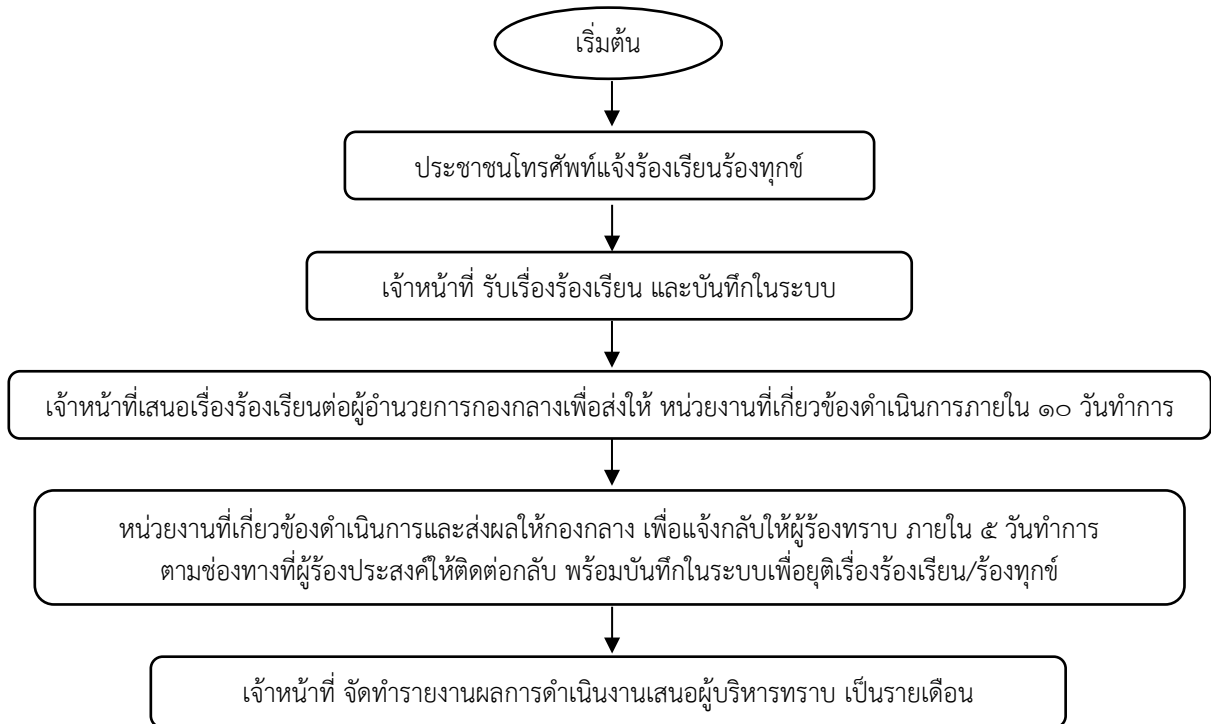 เริ่มต้น
ประชาชนโทรศัพท์แจ้งร้องเรียนร้องทุกข์
เจ้าหน้าที่ รับเรื่องร้องเรียน และบันทึกในระบบ
เจ้าหน้าที่เสนอเรื่องร้องเรียนต่อผู้อำนวยการกองกลางเพื่อส่งให้ หน่วยงานที่เกี่ยวข้องดำเนินการภายใน ๑๐ วันทำการ
หน่วยงานที่เกี่ยวข้องดำเนินการและส่งผลให้กองกลาง เพื่อแจ้งกลับให้ผู้ร้องทราบ ภายใน ๕ วันทำการ
ตามช่องทางที่ผู้ร้องประสงค์ให้ติดต่อกลับ พร้อมบันทึกในระบบเพื่อยุติเรื่องร้องเรียน/ร้องทุกข์
เจ้าหน้าที่ จัดทำรายงานผลการดำเนินงานเสนอผู้บริหารทราบ เป็นรายเดือน